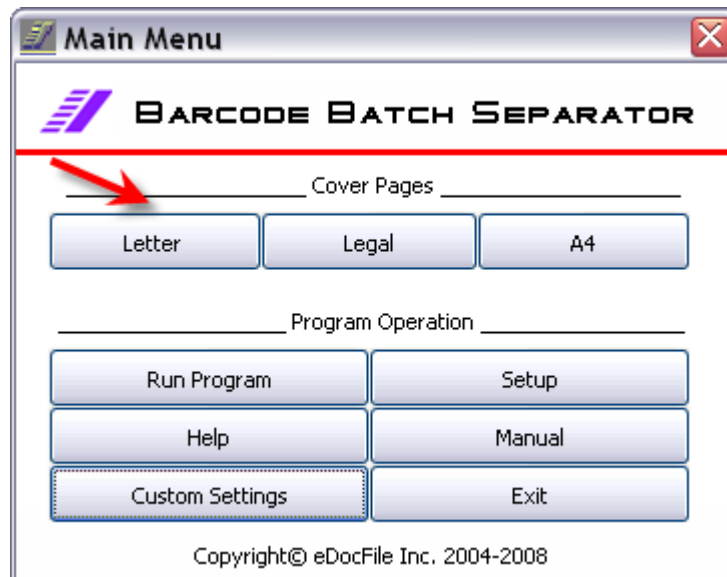 Main Menu
BARCODE BATCH SEPARATOR
Cover Pages
Letter Legal A4
Program Operation
Run Program Setup
Help Manual
Custom Settings Exit
Copyright© eDocFile Inc. 2004-2008